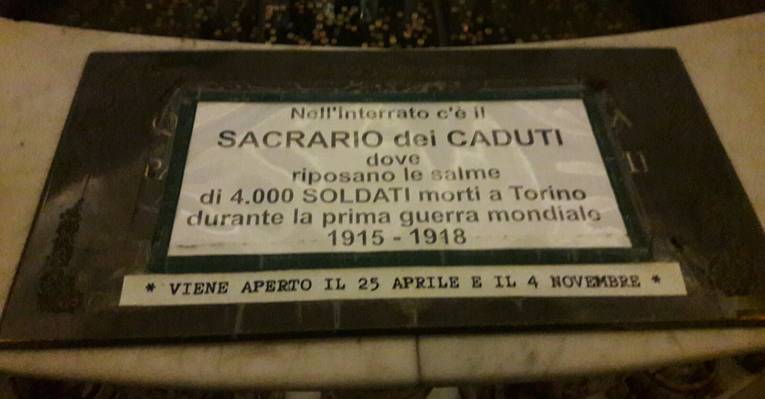 Nell'interrato c'è il
SACRARIO dei CADUTI
dove
riposano le salme
di 4.000 SOLDATI morti a Torino
durante la prima guerra mondiale
1915 - 1918
* VIENE APERTO IL 25 APRILE E IL 4 NOVEMBRE *